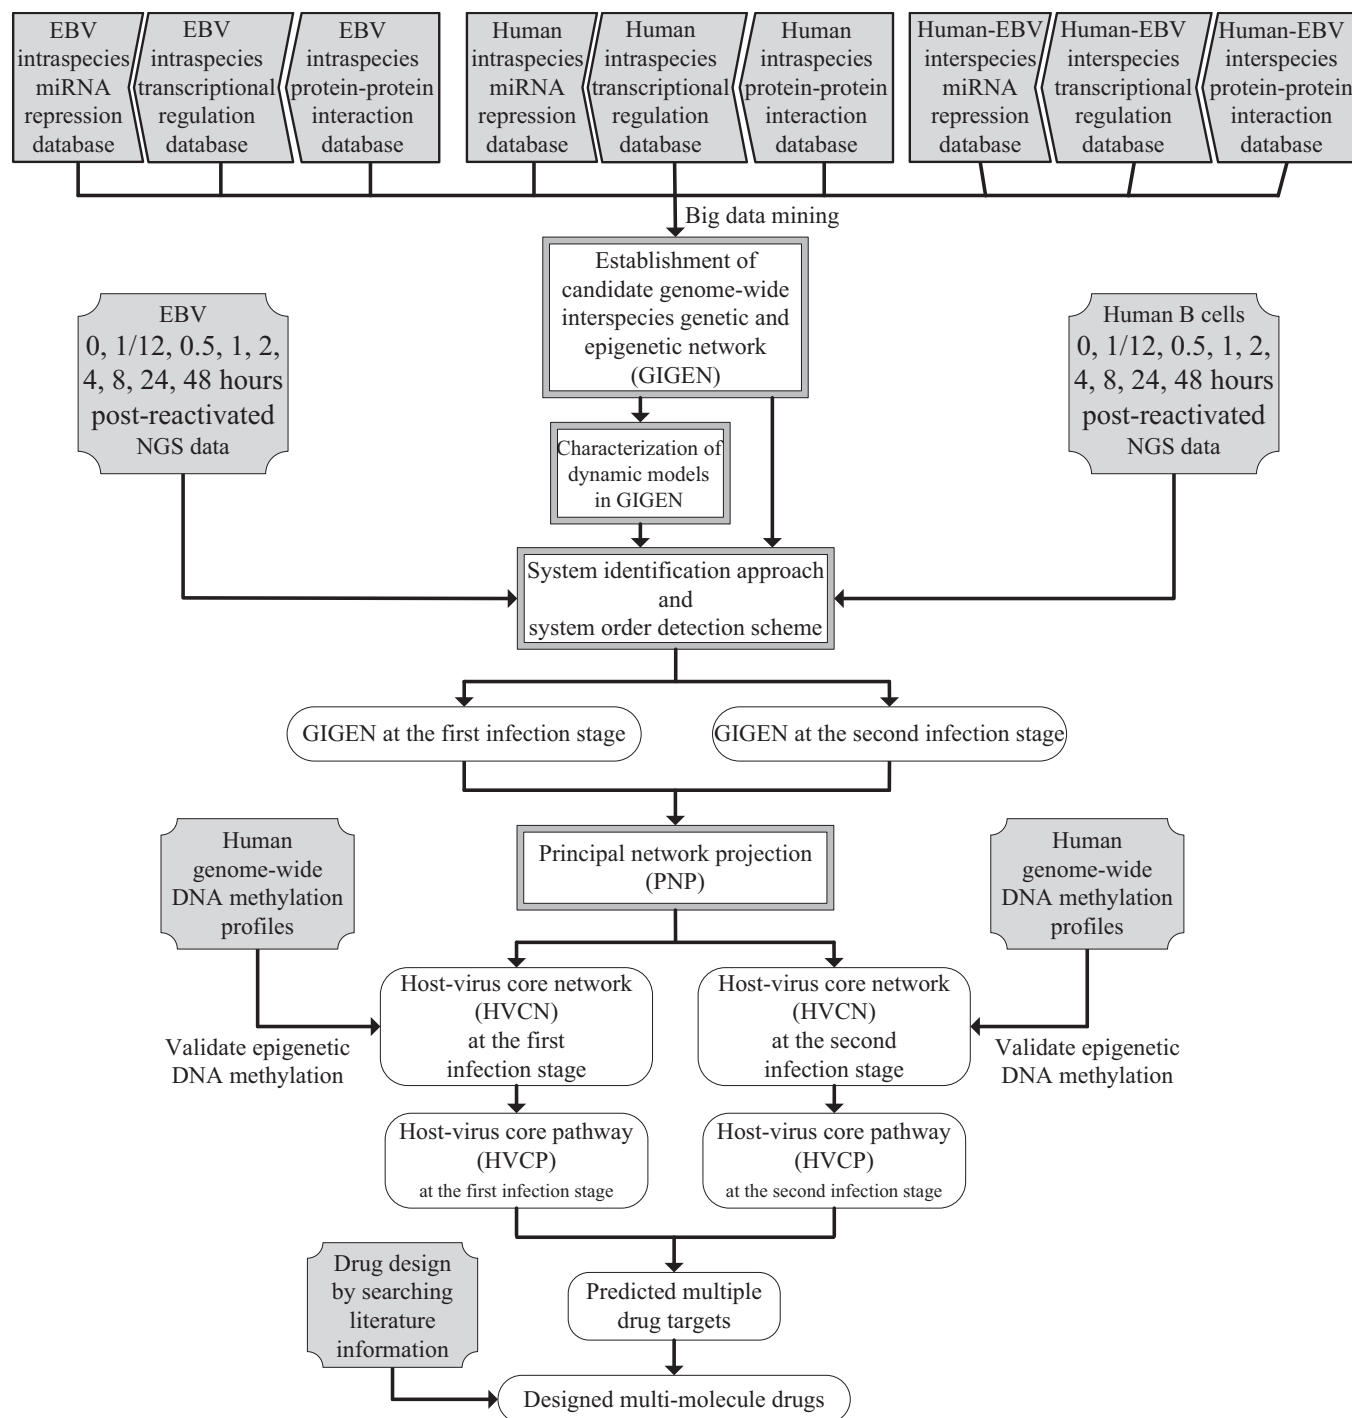 EBV
intraspecies
miRNA
repression
database
EBV
intraspecies
transcriptional
regulation
database
EBV
intraspecies
protein-protein
interaction
database
Human
intraspecies
miRNA
repression
database
Human
intraspecies
transcriptional
regulation
database
Human
intraspecies
protein-protein
interaction
database
Human-EBV
interspecies
miRNA
repression
database
Human-EBV
interspecies
transcriptional
regulation
database
Human-EBV
interspecies
protein-protein
interaction
database
Big data mining
Establishment of
candidate genome-wide
interspecies genetic and
epigenetic network
(GIGEN)
EBV
0, 1/12, 0.5, 1, 2,
4, 8, 24, 48 hours
post-reactivated
NGS data
Human B cells
0, 1/12, 0.5, 1, 2,
4, 8, 24, 48 hours
post-reactivated
NGS data
Characterization of
dynamic models
in GIGEN
System identification approach
and
system order detection scheme
GIGEN at the first infection stage
GIGEN at the second infection stage
Principal network projection
(PNP)
Human
genome-wide
DNA methylation
profiles
Human
genome-wide
DNA methylation
profiles
Validate epigenetic
DNA methylation
Host-virus core network
(HVCN)
at the first
infection stage
Host-virus core network
(HVCN)
at the second
infection stage
Validate epigenetic
DNA methylation
Host-virus core pathway
(HVCP)
at the first infection stage
Host-virus core pathway
(HVCP)
at the second infection stage
Drug design
by searching
literature
information
Predicted multiple
drug targets
Designed multi-molecule drugs